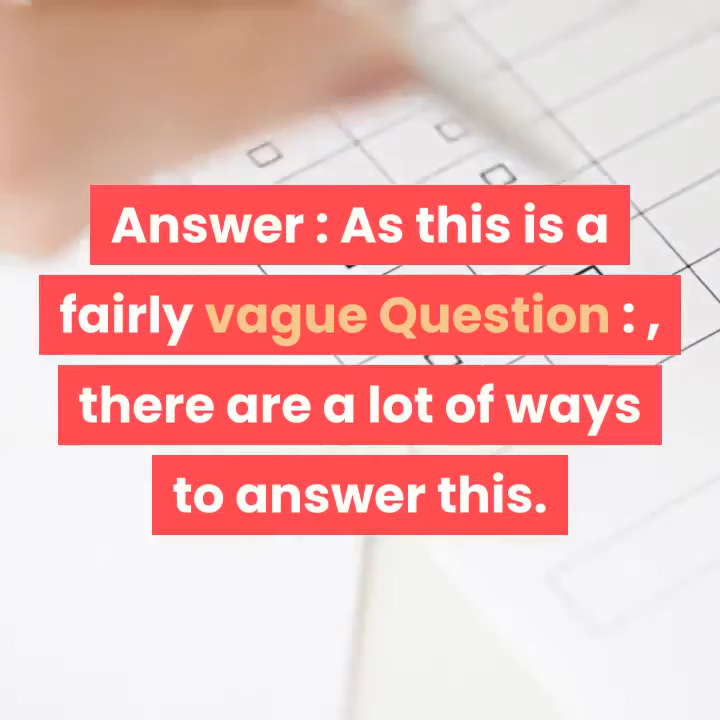 Answer : As this is a
fairly vague Question : ,
there are a lot of ways
to answer this.